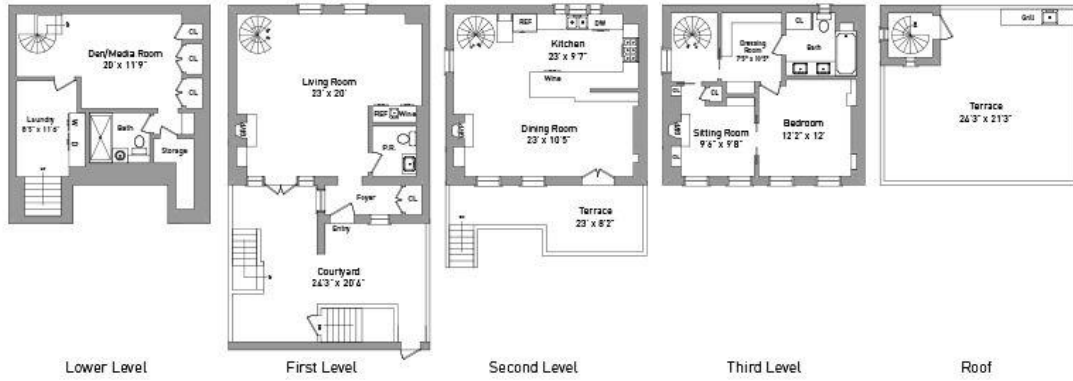 CL
Den/Media Room
20' x 11'9"
CL
CL
Laundry
8'5" x 11'6"
W
D
Bath
Storage
Lower Level
Living Room
23' x 20'
REF
Wine
P.R.
Foyer
CL
Entry
Courtyard
24'3" x 20'6"
First Level
REF
DW
Kitchen
23' x 9'7"
Wine
Dining Room
23' x 10'5"
Terrace
23' x 8'2"
Second Level
CL
Dressing
Room
Bath
CL
CL
Sitting Room
9'6" x 9'8"
Bedroom
12'2" x 12'
Third Level
Grill
Terrace
24'3" x 21'3"
Roof